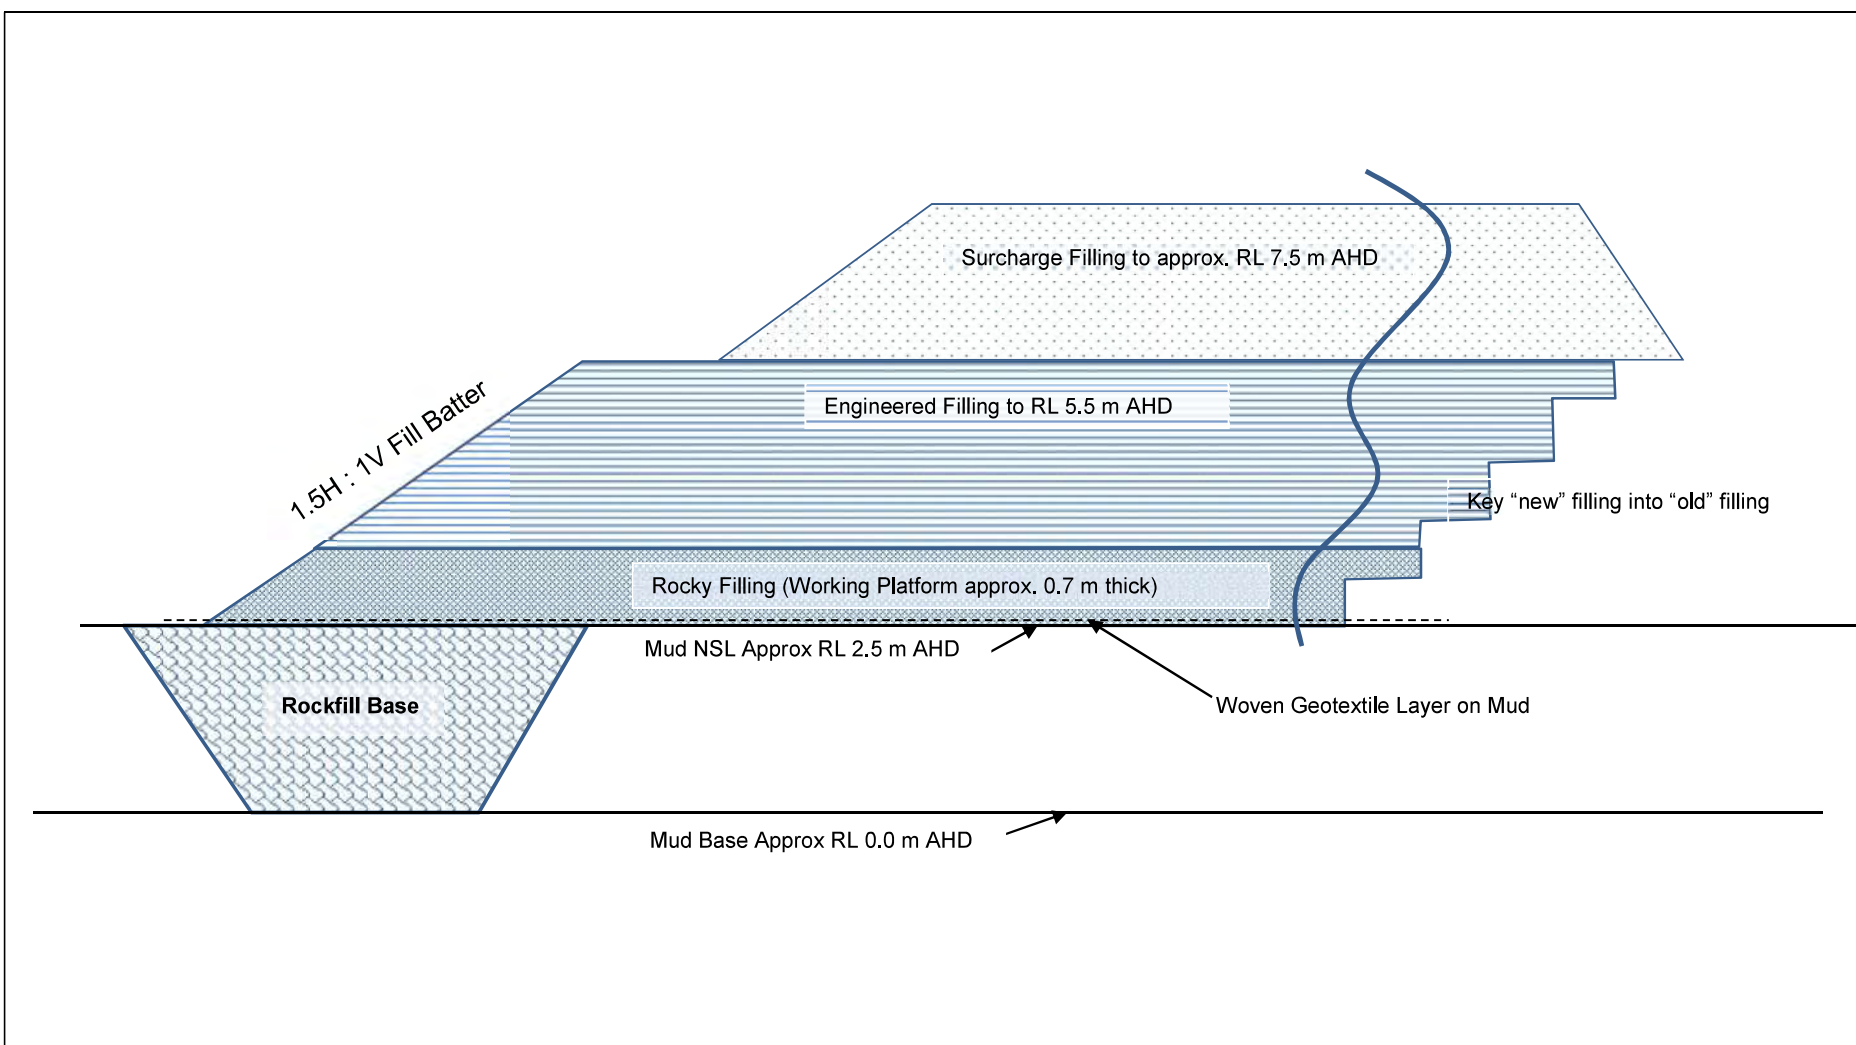 Surcharge Filling to approx. RL 7.5 m AHD
1.5H : 1V Fill Batter
Engineered Filling to RL 5.5 m AHD
Key “new” filling into “old” filling
Rocky Filling (Working Platform approx. 0.7 m thick)
Mud NSL Approx RL 2.5 m AHD
Rockfill Base
Woven Geotextile Layer on Mud
Mud Base Approx RL 0.0 m AHD